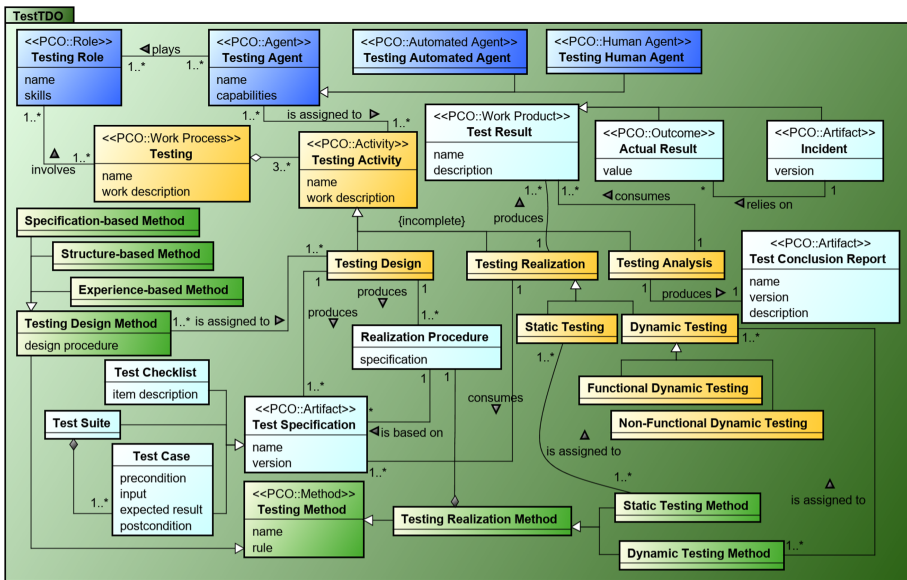 TestTDO
<<PCO::Role>>
Testing Role
name
skills
plays
1..*
1..*
<<PCO::Agent>>
Testing Agent
name
capabilities
<<PCO::Automated Agent>>
Testing Automated Agent
<<PCO::Human Agent>>
Testing Human Agent
1..*
is assigned to
1..*
1..*
involves
1..*
<<PCO::Work Process>>
Testing
name
work description
3..*
<<PCO::Activity>>
Testing Activity
name
work description
<<PCO::Work Product>>
Test Result
name
description
<<PCO::Outcome>>
Actual Result
value
<<PCO::Artifact>>
Incident
version
1..*
1..*
consumes
*
relies on
1
produces
{incomplete}
Specification-based Method
Structure-based Method
Experience-based Method
Testing Design Method
design procedure
1..*
is assigned to
1..*
Testing Design
1
1
1
Testing Realization
1
1
Testing Analysis
1
produces
1
<<PCO::Artifact>>
Test Conclusion Report
name
version
description
produces
produces
1..*
Realization Procedure
specification
Static Testing
1..*
Dynamic Testing
1..*
Functional Dynamic Testing
Non-Functional Dynamic Testing
Test Checklist
item description
Test Suite
1..*
Test Case
precondition
input
expected result
postcondition
1..*
<<PCO::Artifact>>
Test Specification
name
version
1
*
is based on
1..*
consumes
is assigned to
1..*
is assigned to
<<PCO::Method>>
Testing Method
name
rule
Testing Realization Method
Static Testing Method
Dynamic Testing Method
1..*